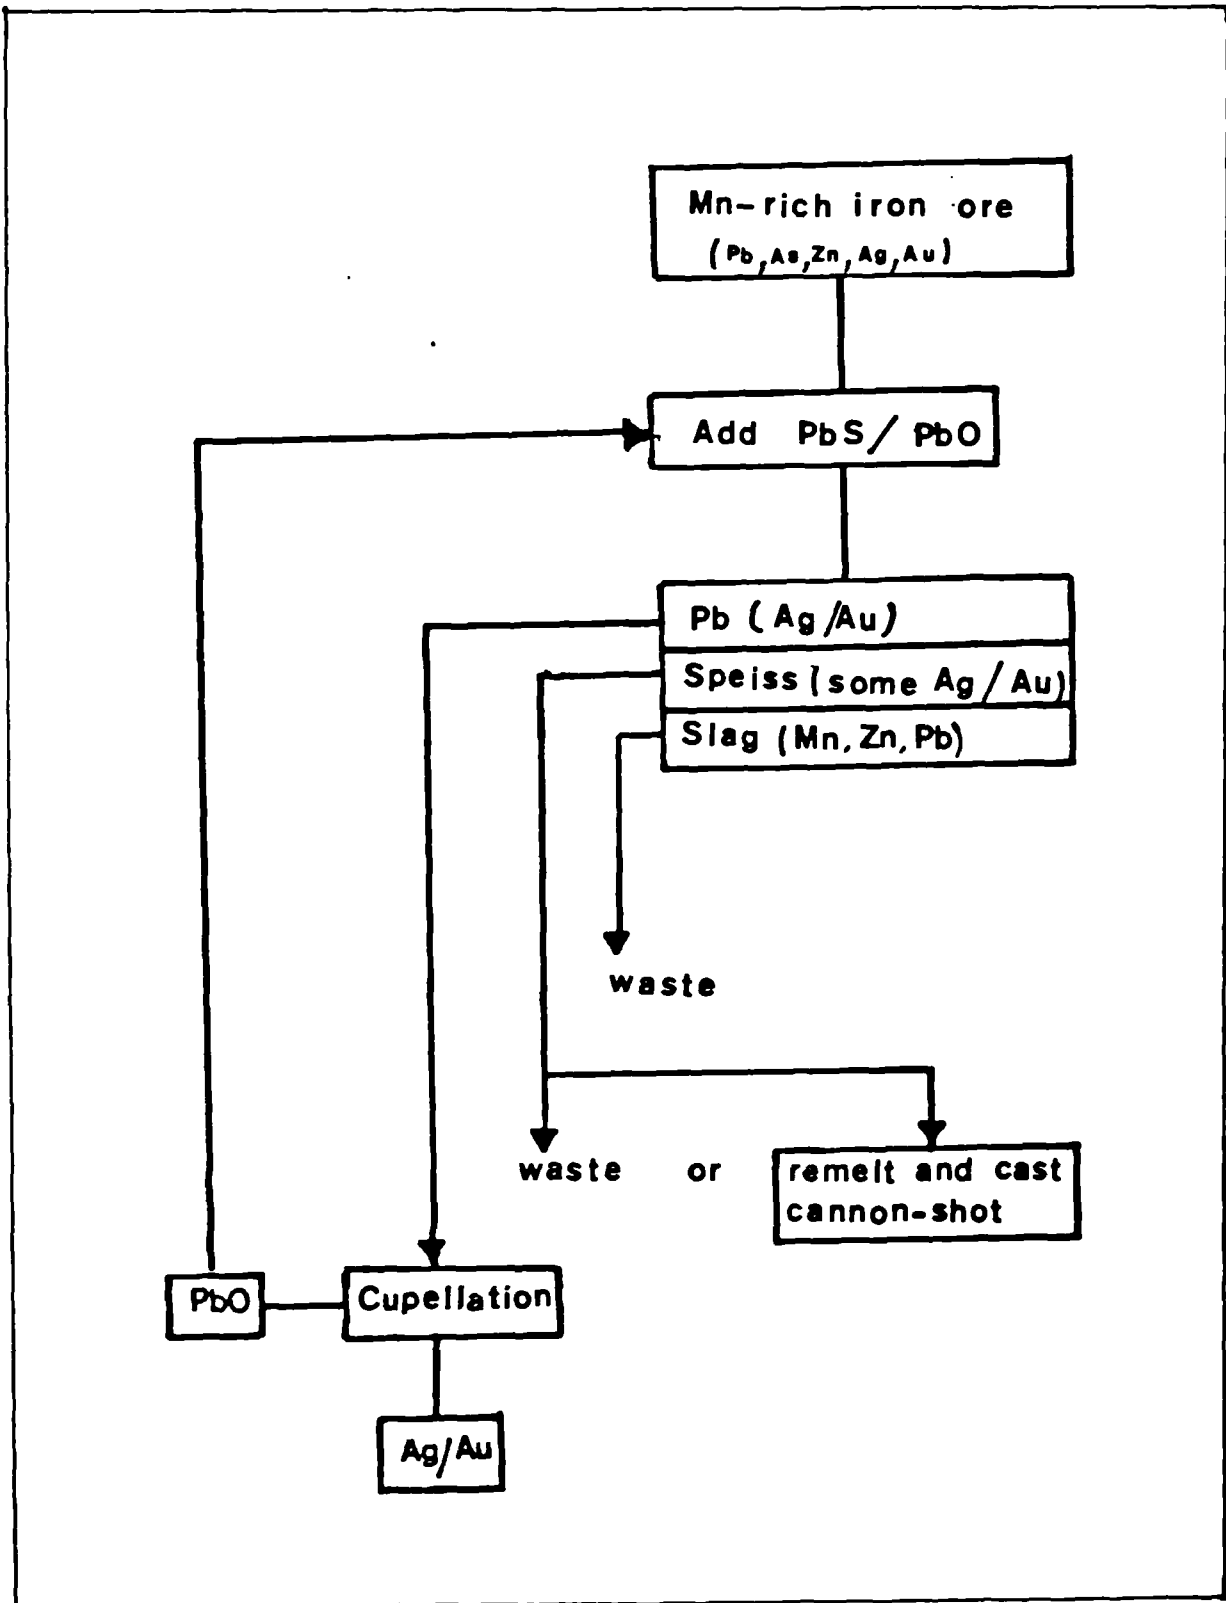 Mn-rich iron ore
(Pb, As, Zn, Ag, Au)
Add PbS/PbO
Pb (Ag/Au)
Speiss (some Ag/Au)
Slag (Mn, Zn, Pb)
waste
waste or remelt and cast
cannon-shot
PbO Cupellation
Ag/Au